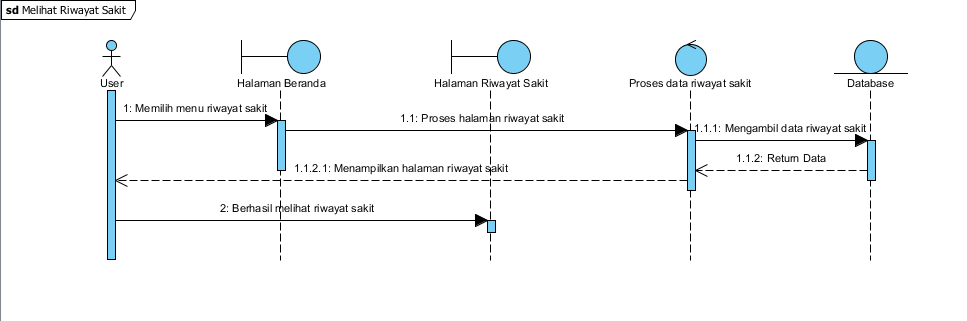 sd Melihat Riwayat Sakit
User
Halaman Beranda
Halaman Riwayat Sakit
Proses data riwayat sakit
Database
1: Memilih menu riwayat sakit
1.1: Proses halaman riwayat sakit
1.1.1: Mengambil data riwayat sakit
1.1.2: Return Data
1.1.2.1: Menampilkan halaman riwayat sakit
2: Berhasil melihat riwayat sakit